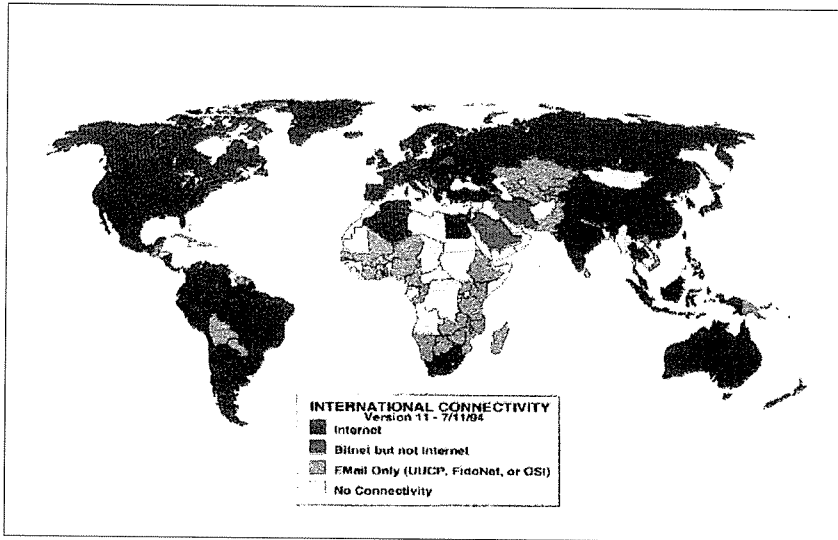 INTERNATIONAL CONNECTIVITY
Version 11 - 7/11/94
Internet
Bitnet but not Internet
EMail Only (UUCP, FidoNet, or OSI)
No Connectivity